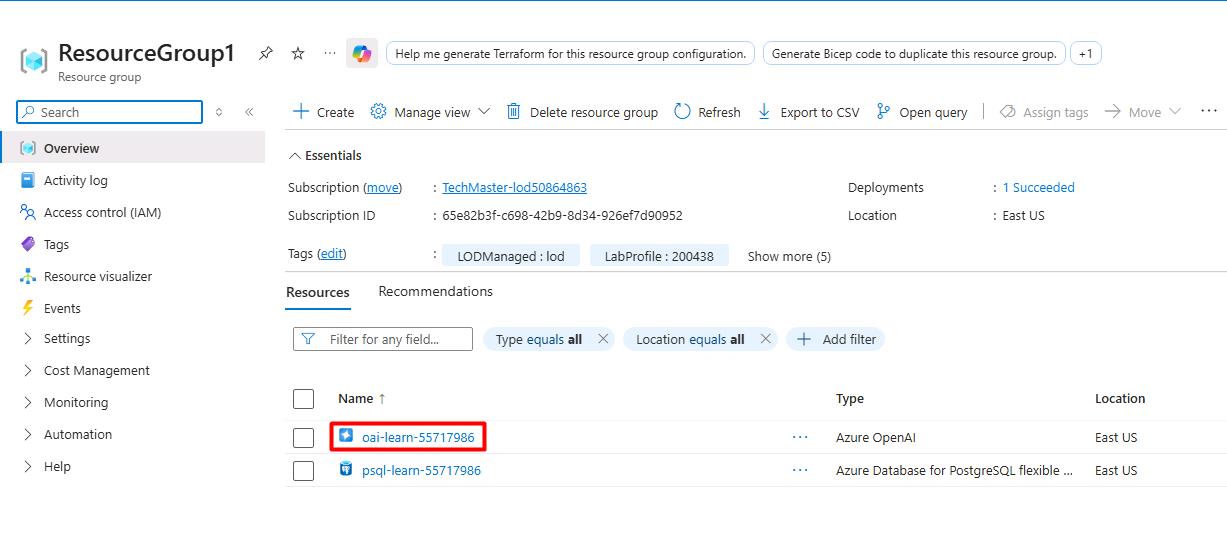 ResourceGroup1
Resource group
Help me generate Terraform for this resource group configuration.
Generate Bicep code to duplicate this resource group.
+1
Search
Create
Manage view
Delete resource group
Refresh
Export to CSV
Open query
Assign tags
Move
Overview
Activity log
Access control (IAM)
Tags
Resource visualizer
Events
Settings
Cost Management
Monitoring
Automation
Help
Essentials
Subscription (move) : TechMaster-lod50864863
Deployments : 1 Succeeded
Subscription ID : 65e82b3f-c698-42b9-8d34-926ef7d90952
Location : East US
Tags (edit) : LODManaged : lod LabProfile : 200438 Show more (5)
Resources Recommendations
Filter for any field... Type equals all Location equals all Add filter
Name ↑ Type Location
oai-learn-55717986 ... Azure OpenAI East US
psql-learn-55717986 ... Azure Database for PostgreSQL flexible ... East US